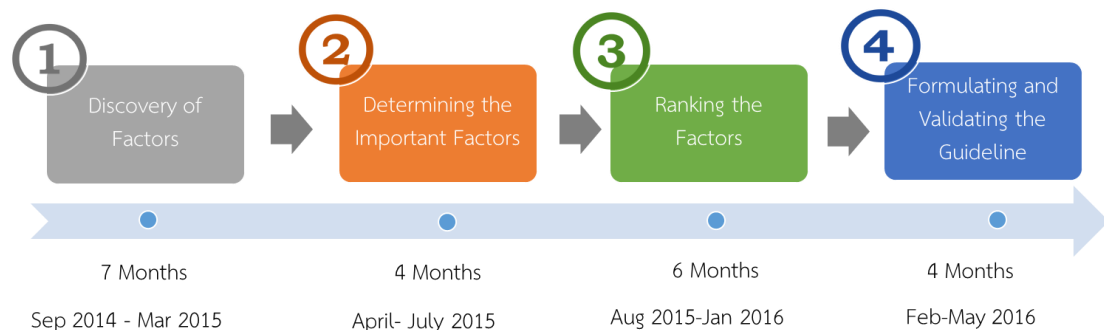 1
Discovery of
Factors
2
Determining the
Important Factors
3
Ranking the
Factors
4
Formulating and
Validating the
Guideline
7 Months
Sep 2014 - Mar 2015
4 Months
April- July 2015
6 Months
Aug 2015-Jan 2016
4 Months
Feb-May 2016